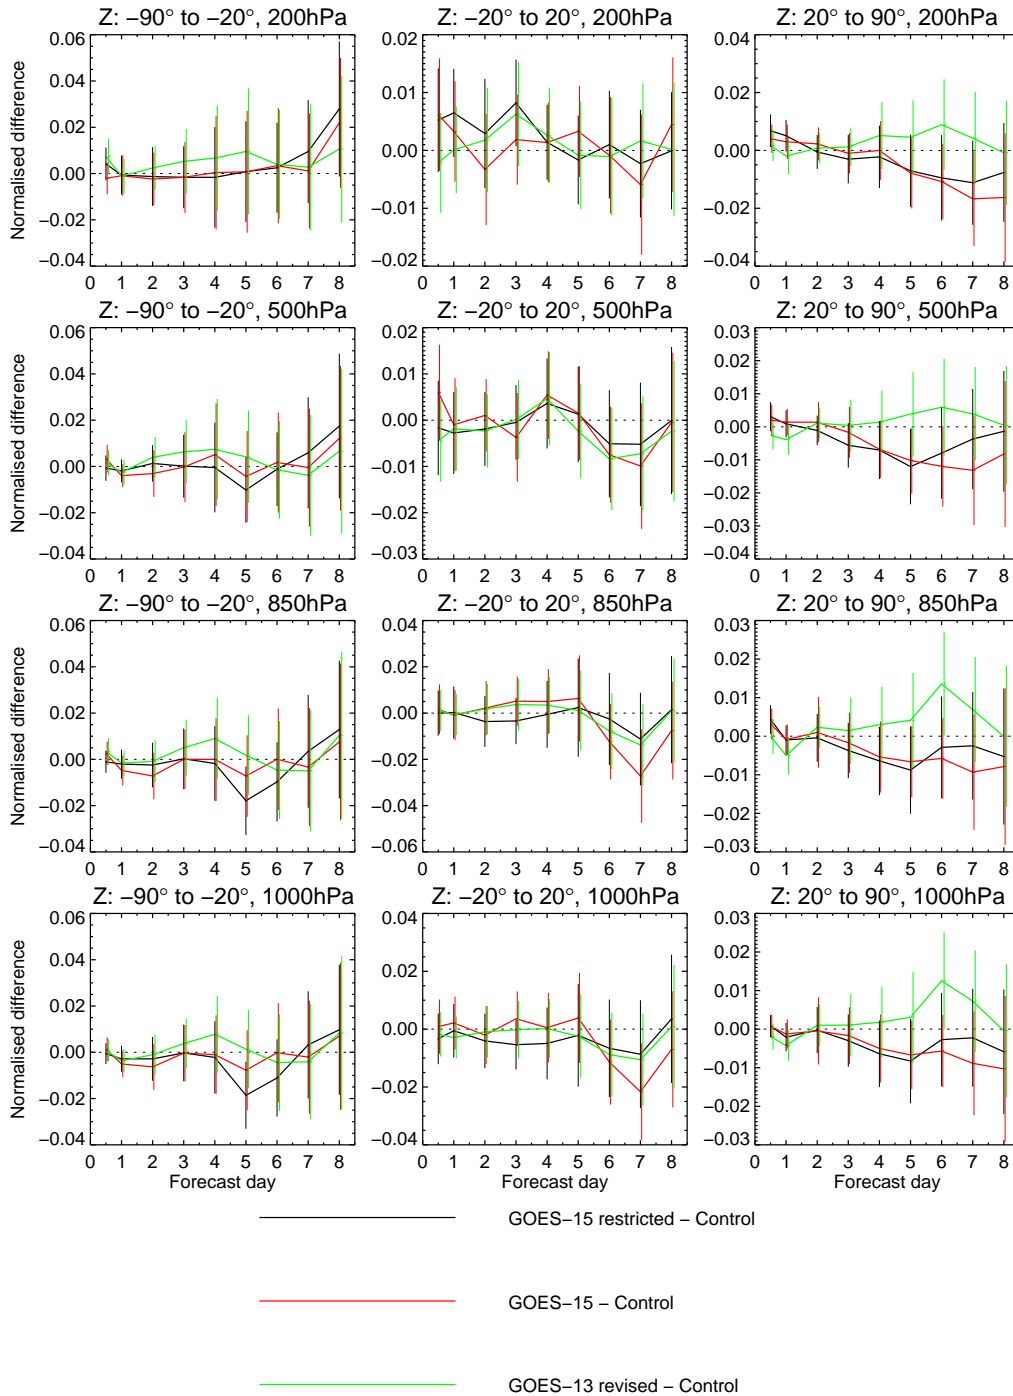 Z: −90° to −20°, 200hPa
Z: −20° to 20°, 200hPa
Z: 20° to 90°, 200hPa
Normalised difference
0.06
0.04
0.02
0.00
−0.02
−0.04
0.02
0.01
0.00
−0.01
−0.02
0.04
0.02
0.00
−0.02
−0.04
0 1 2 3 4 5 6 7 8
0 1 2 3 4 5 6 7 8
0 1 2 3 4 5 6 7 8
Z: −90° to −20°, 500hPa
Z: −20° to 20°, 500hPa
Z: 20° to 90°, 500hPa
Normalised difference
0.06
0.04
0.02
0.00
−0.02
−0.04
0.02
0.01
0.00
−0.01
−0.02
−0.03
0.03
0.02
0.01
0.00
−0.01
−0.02
−0.03
−0.04
0 1 2 3 4 5 6 7 8
0 1 2 3 4 5 6 7 8
0 1 2 3 4 5 6 7 8
Z: −90° to −20°, 850hPa
Z: −20° to 20°, 850hPa
Z: 20° to 90°, 850hPa
Normalised difference
0.06
0.04
0.02
0.00
−0.02
−0.04
0.04
0.02
0.00
−0.02
−0.04
−0.06
0.03
0.02
0.01
0.00
−0.01
−0.02
−0.03
0 1 2 3 4 5 6 7 8
0 1 2 3 4 5 6 7 8
0 1 2 3 4 5 6 7 8
Z: −90° to −20°, 1000hPa
Z: −20° to 20°, 1000hPa
Z: 20° to 90°, 1000hPa
Normalised difference
0.06
0.04
0.02
0.00
−0.02
−0.04
0.04
0.02
0.00
−0.02
−0.04
0.03
0.02
0.01
0.00
−0.01
−0.02
−0.03
0 1 2 3 4 5 6 7 8
0 1 2 3 4 5 6 7 8
0 1 2 3 4 5 6 7 8
Forecast day
Forecast day
Forecast day
GOES−15 restricted − Control
GOES−15 − Control
GOES−13 revised − Control